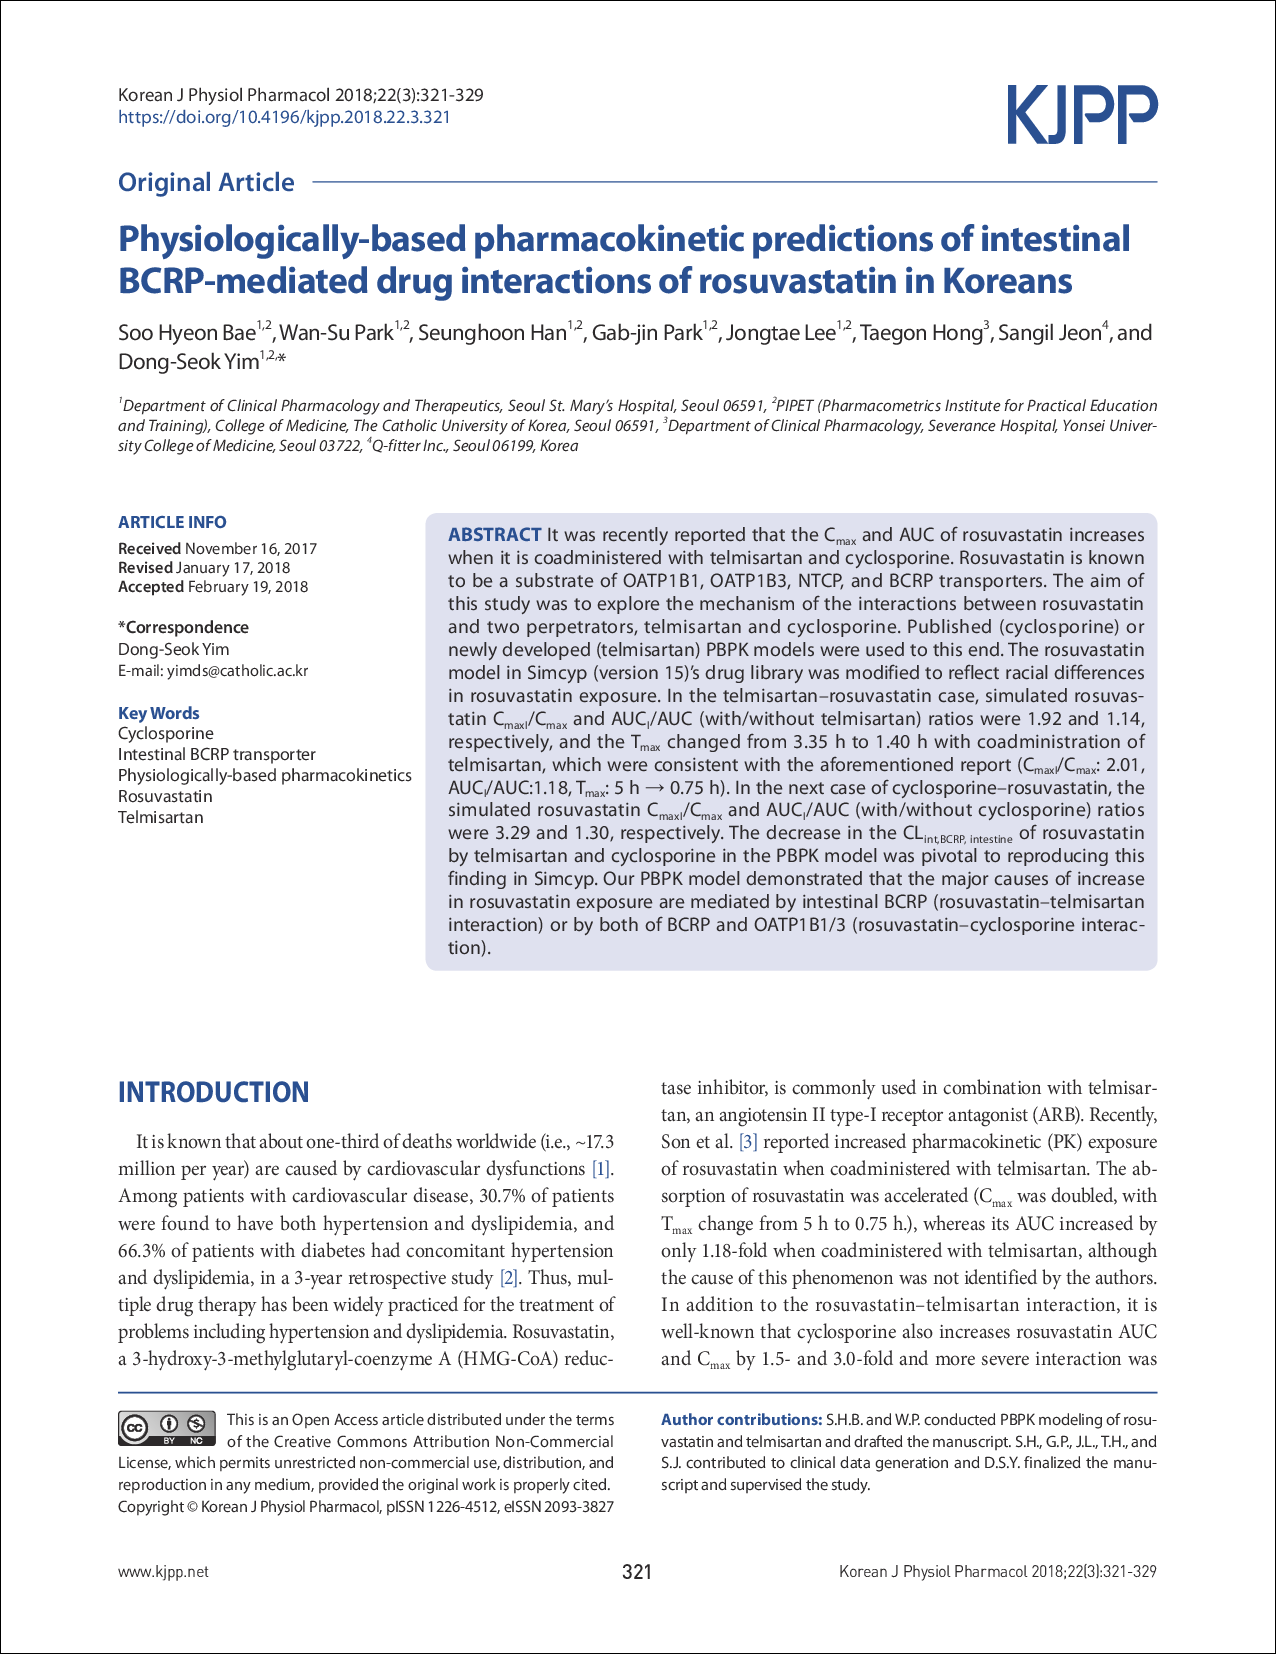 Korean J Physiol Pharmacol 2018;22(3):321-329
https://doi.org/10.4196/kjpp.2018.22.3.321
KJPP
Original Article
Physiologically-based pharmacokinetic predictions of intestinal
BCRP-mediated drug interactions of rosuvastatin in Koreans
Soo Hyeon Bae1,2, Wan-Su Park1,2, Seunghoon Han1,2, Gab-jin Park1,2, Jongtae Lee1,2, Taegon Hong3, Sangil Jeon4, and
Dong-Seok Yim1,2,*
1Department of Clinical Pharmacology and Therapeutics, Seoul St. Mary's Hospital, Seoul 06591, 2PIPET (Pharmacometrics Institute for Practical Education
and Training), College of Medicine, The Catholic University of Korea, Seoul 06591, 3Department of Clinical Pharmacology, Severance Hospital, Yonsei Univer-
sity College of Medicine, Seoul 03722, 4Q-fitter Inc., Seoul 06199, Korea
ARTICLE INFO
Received November 16, 2017
Revised January 17, 2018
Accepted February 19, 2018
*Correspondence
Dong-Seok Yim
E-mail: yimds@catholic.ac.kr
Key Words
Cyclosporine
Intestinal BCRP transporter
Physiologically-based pharmacokinetics
Rosuvastatin
Telmisartan
ABSTRACT It was recently reported that the Cmax and AUC of rosuvastatin increases
when it is coadministered with telmisartan and cyclosporine. Rosuvastatin is known
to be a substrate of OATP1B1, OATP1B3, NTCP, and BCRP transporters. The aim of
this study was to explore the mechanism of the interactions between rosuvastatin
and two perpetrators, telmisartan and cyclosporine. Published (cyclosporine) or
newly developed (telmisartan) PBPK models were used to this end. The rosuvastatin
model in Simcyp (version 15)'s drug library was modified to reflect racial differences
in rosuvastatin exposure. In the telmisartan–rosuvastatin case, simulated rosuvas-
tatin CmaxI/Cmax and AUCI/AUC (with/without telmisartan) ratios were 1.92 and 1.14,
respectively, and the Tmax changed from 3.35 h to 1.40 h with coadministration of
telmisartan, which were consistent with the aforementioned report (CmaxI/Cmax: 2.01,
AUCI/AUC:1.18, Tmax: 5 h → 0.75 h). In the next case of cyclosporine–rosuvastatin, the
simulated rosuvastatin CmaxI/Cmax and AUCI/AUC (with/without cyclosporine) ratios
were 3.29 and 1.30, respectively. The decrease in the CLint,BCRP, intestine of rosuvastatin
by telmisartan and cyclosporine in the PBPK model was pivotal to reproducing this
finding in Simcyp. Our PBPK model demonstrated that the major causes of increase
in rosuvastatin exposure are mediated by intestinal BCRP (rosuvastatin–telmisartan
interaction) or by both of BCRP and OATP1B1/3 (rosuvastatin–cyclosporine interac-
tion).
INTRODUCTION
It is known that about one-third of deaths worldwide (i.e., ~17.3
million per year) are caused by cardiovascular dysfunctions [1].
Among patients with cardiovascular disease, 30.7% of patients
were found to have both hypertension and dyslipidemia, and
66.3% of patients with diabetes had concomitant hypertension
and dyslipidemia, in a 3-year retrospective study [2]. Thus, mul-
tiple drug therapy has been widely practiced for the treatment of
problems including hypertension and dyslipidemia. Rosuvastatin,
a 3-hydroxy-3-methylglutaryl-coenzyme A (HMG-CoA) reduc-
tase inhibitor, is commonly used in combination with telmisar-
tan, an angiotensin II type-I receptor antagonist (ARB). Recently,
Son et al. [3] reported increased pharmacokinetic (PK) exposure
of rosuvastatin when coadministered with telmisartan. The ab-
sorption of rosuvastatin was accelerated (Cmax was doubled, with
Tmax change from 5 h to 0.75 h.), whereas its AUC increased by
only 1.18-fold when coadministered with telmisartan, although
the cause of this phenomenon was not identified by the authors.
In addition to the rosuvastatin–telmisartan interaction, it is
well-known that cyclosporine also increases rosuvastatin AUC
and Cmax by 1.5- and 3.0-fold and more severe interaction was
cc BY NC
This is an Open Access article distributed under the terms
of the Creative Commons Attribution Non-Commercial
License, which permits unrestricted non-commercial use, distribution, and
reproduction in any medium, provided the original work is properly cited.
Copyright © Korean J Physiol Pharmacol, pISSN 1226-4512, eISSN 2093-3827
Author contributions: S.H.B. and W.P. conducted PBPK modeling of rosu-
vastatin and telmisartan and drafted the manuscript. S.H., G.P., J.L., T.H., and
S.J. contributed to clinical data generation and D.S.Y. finalized the manu-
script and supervised the study.
www.kjpp.net
321
Korean J Physiol Pharmacol 2018;22(3):321-329